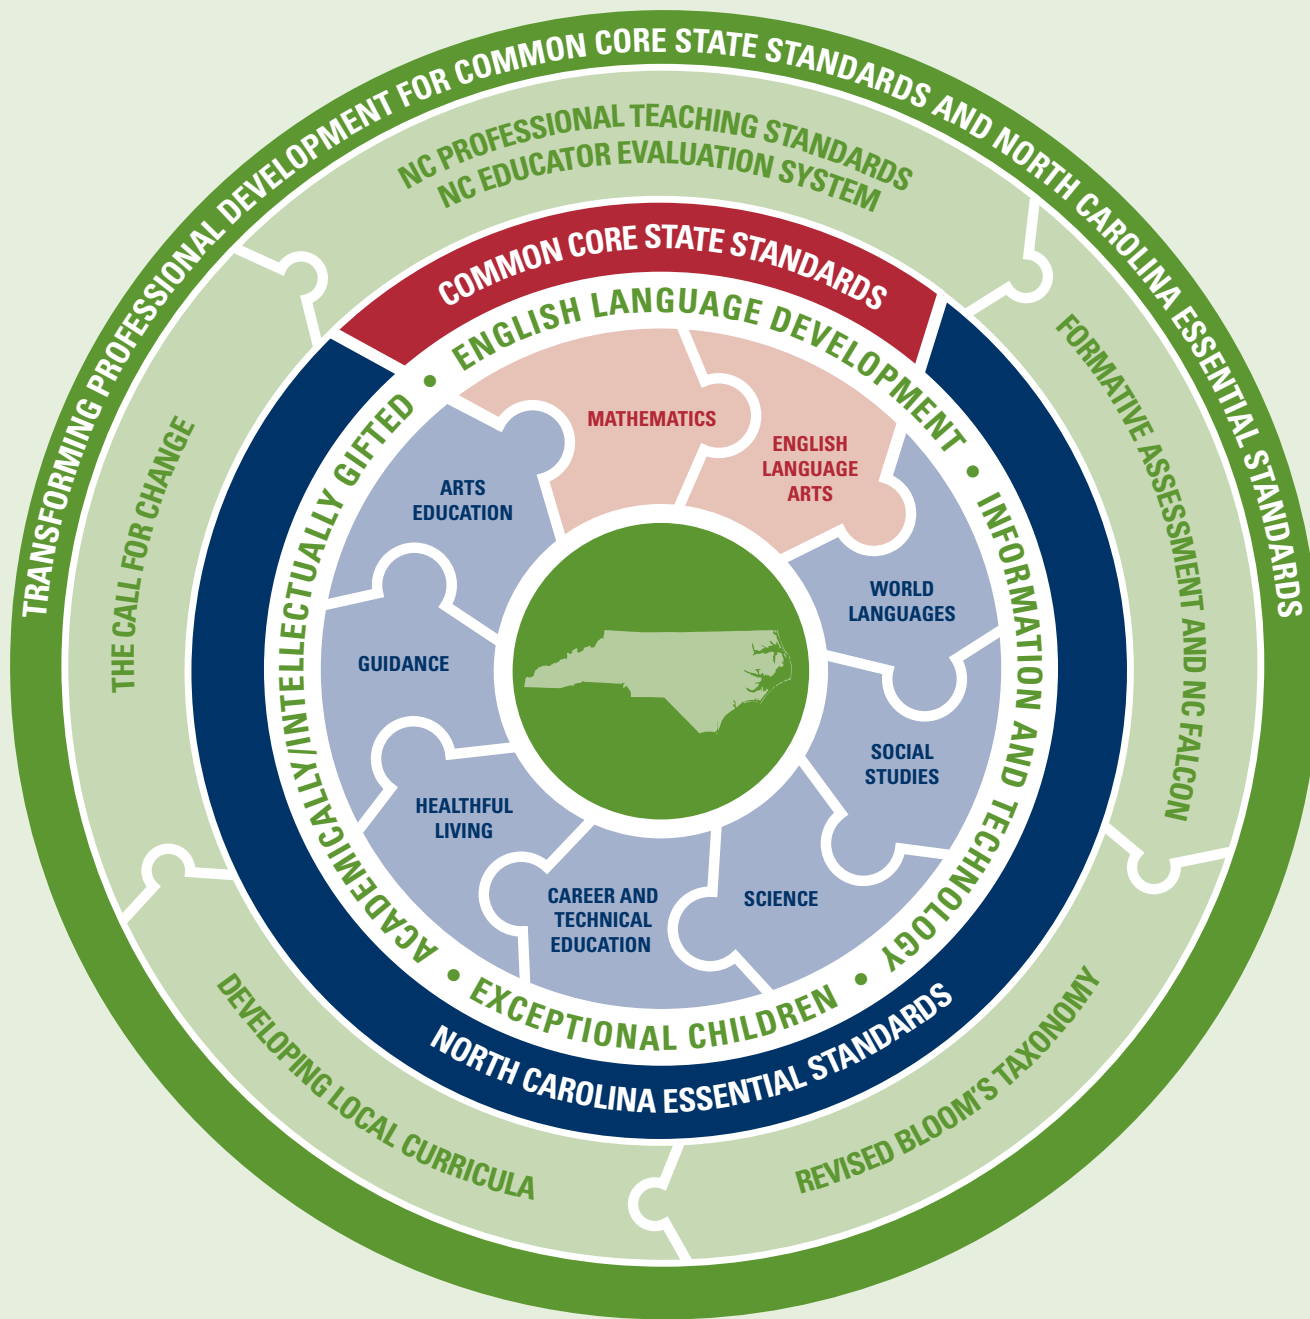 TRANSFORMING PROFESSIONAL DEVELOPMENT FOR COMMON CORE STATE STANDARDS AND NORTH CAROLINA ESSENTIAL STANDARDS
NC PROFESSIONAL TEACHING STANDARDS
NC EDUCATOR EVALUATION SYSTEM
FORMATIVE ASSESSMENT AND NC FALCON
REVISED BLOOM'S TAXONOMY
DEVELOPING LOCAL CURRICULA
THE CALL FOR CHANGE
COMMON CORE STATE STANDARDS
NORTH CAROLINA ESSENTIAL STANDARDS
ACADEMICALLY/INTELLECTUALLY GIFTED • ENGLISH LANGUAGE DEVELOPMENT • INFORMATION AND TECHNOLOGY • EXCEPTIONAL CHILDREN •
MATHEMATICS
ENGLISH
LANGUAGE
ARTS
WORLD
LANGUAGES
SOCIAL
STUDIES
SCIENCE
CAREER AND
TECHNICAL
EDUCATION
HEALTHFUL
LIVING
GUIDANCE
ARTS
EDUCATION